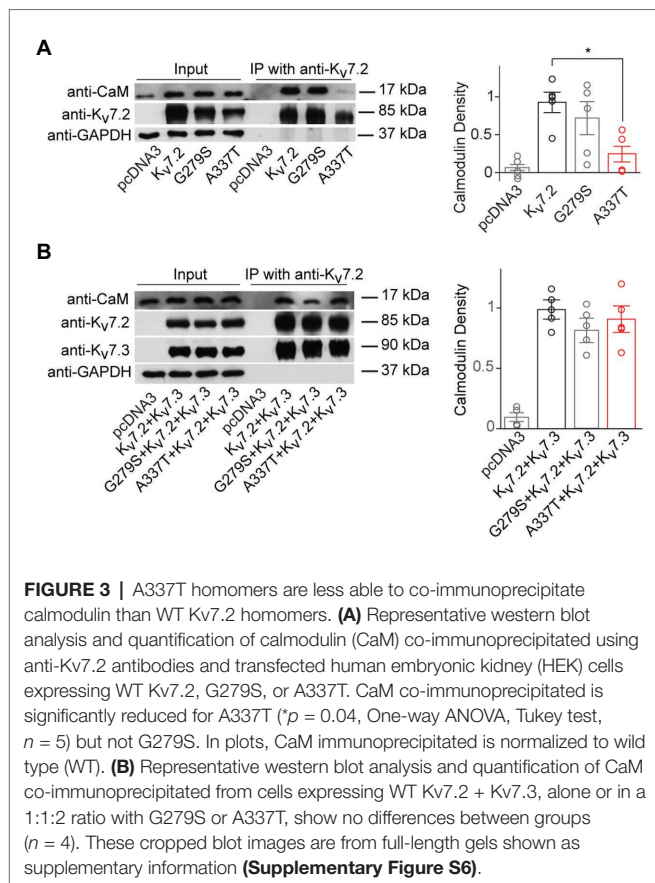 A
Input
IP with anti-Kv7.2
anti-CaM
17 kDa
anti-Kv7.2
85 kDa
anti-GAPDH
37 kDa
pcDNA3
Kv7.2
G279S
A337T
pcDNA3
Kv7.2
G279S
A337T
Calmodulin Density
1
0.5
0
*
pcDNA3
Kv7.2
G279S
A337T
B
Input
IP with anti-Kv7.2
anti-CaM
17 kDa
anti-Kv7.2
85 kDa
anti-Kv7.3
90 kDa
anti-GAPDH
37 kDa
pcDNA3
Kv7.2+Kv7.3
G279S+Kv7.2+Kv7.3
A337T+Kv7.2+Kv7.3
pcDNA3
Kv7.2+Kv7.3
G279S+Kv7.2+Kv7.3
A337T+Kv7.2+Kv7.3
Calmodulin Density
1
0.5
0
pcDNA3
Kv7.2+Kv7.3
G279S+Kv7.2+Kv7.3
A337T+Kv7.2+Kv7.3
FIGURE 3 | A337T homomers are less able to co-immunoprecipitate
calmodulin than WT Kv7.2 homomers. (A) Representative western blot
analysis and quantification of calmodulin (CaM) co-immunoprecipitated using
anti-Kv7.2 antibodies and transfected human embryonic kidney (HEK) cells
expressing WT Kv7.2, G279S, or A337T. CaM co-immunoprecipitated is
significantly reduced for A337T (*p = 0.04, One-way ANOVA, Tukey test,
n = 5) but not G279S. In plots, CaM immunoprecipitated is normalized to wild
type (WT). (B) Representative western blot analysis and quantification of CaM
co-immunoprecipitated from cells expressing WT Kv7.2 + Kv7.3, alone or in a
1:1:2 ratio with G279S or A337T, show no differences between groups
(n = 4). These cropped blot images are from full-length gels shown as
supplementary information (Supplementary Figure S6).